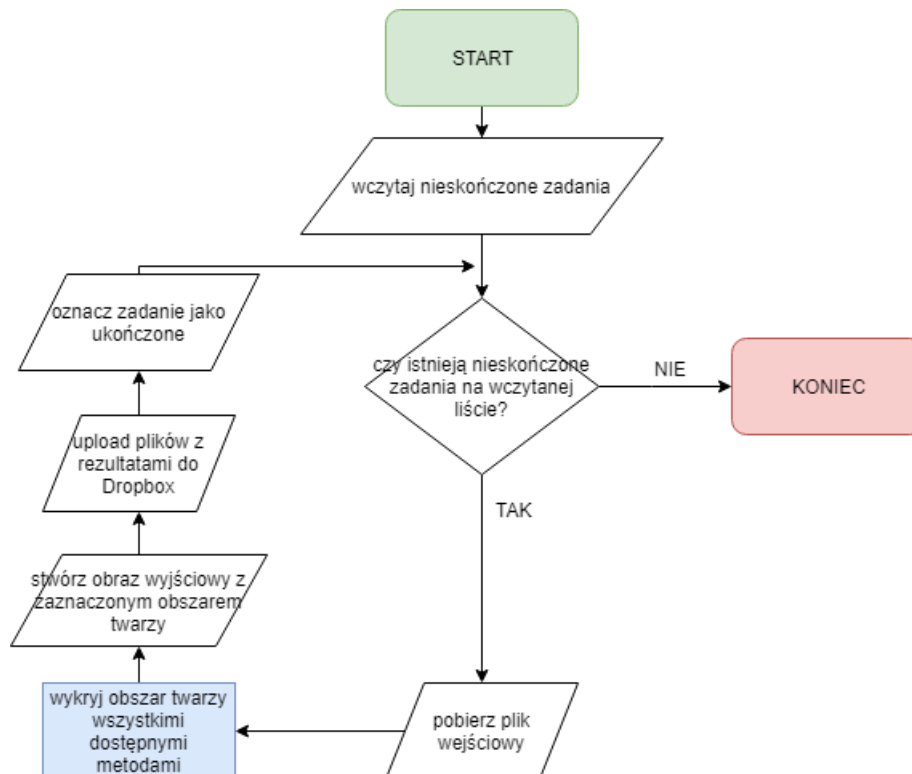 START
wczytaj nieskończone zadania
oznacz zadanie jako
ukończone
czy istnieją nieskończone
zadania na wczytanej
liście?
NIE
KONIEC
TAK
upload plików z
rezultatami do
Dropbox
stwórz obraz wyjściowy z
zaznaczonym obszarem
twarzy
wykryj obszar twarzy
wszystkimi
dostępnymi
metodami
pobierz plik
wejściowy